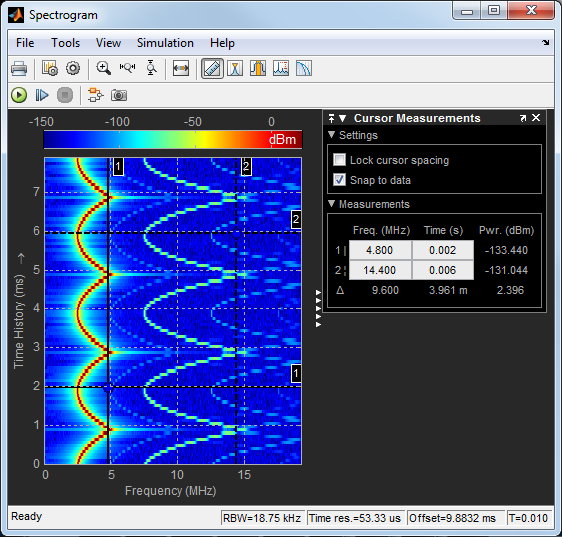 Spectrogram
File Tools View Simulation Help
-150 -100 -50 0
dBm
1 2
7
6
5
4
3
2
1
0
2
1
Time History (ms) →
0 5 10 15
Frequency (MHz)
▼ Cursor Measurements
▼ Settings
Lock cursor spacing
Snap to data
▼ Measurements
Freq. (MHz) Time (s) Pwr. (dBm)
1 | 4.800 0.002 -133.440
2 ¦ 14.400 0.006 -131.044
Δ 9.600 3.961 m 2.396
Ready RBW=18.75 kHz Time res.=53.33 us Offset=9.8832 ms T=0.010